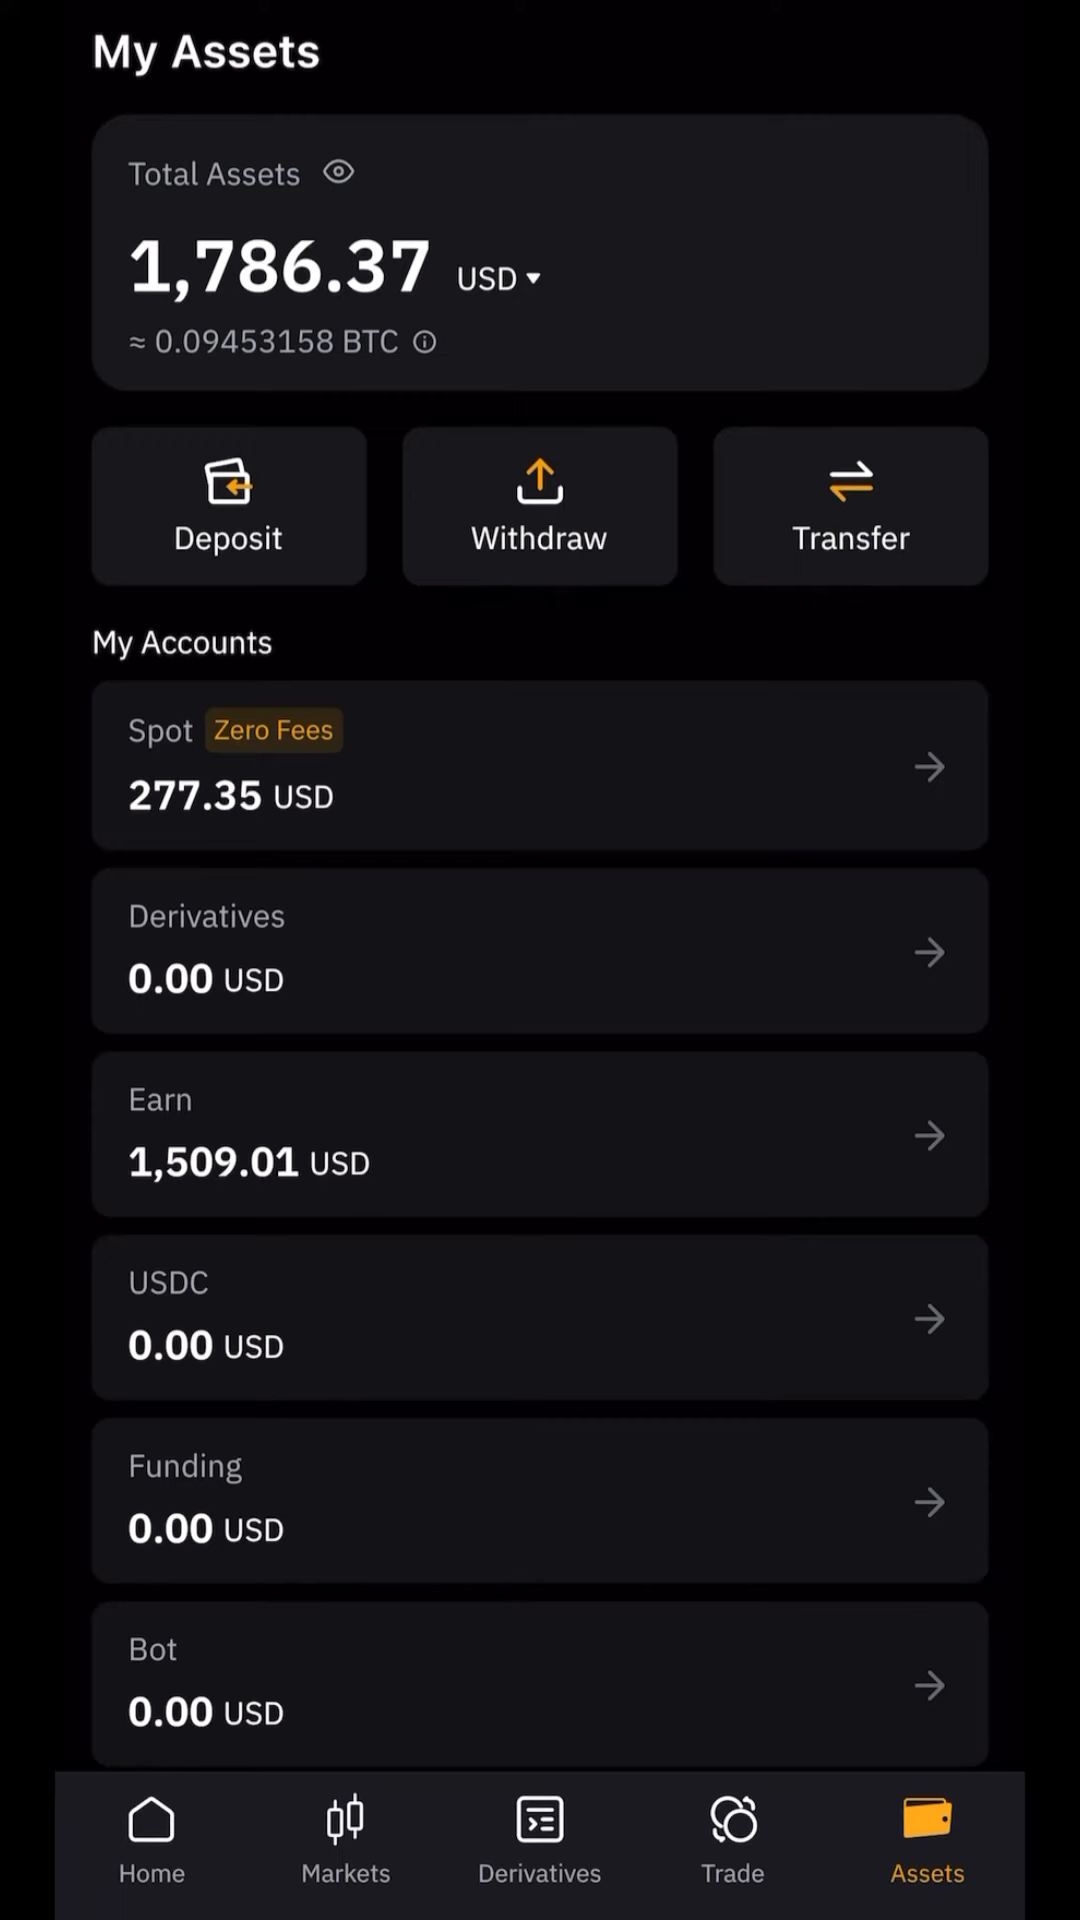 My Assets
Total Assets
1,786.37 USD
≈ 0.09453158 BTC
Deposit
Withdraw
Transfer
My Accounts
Spot Zero Fees
277.35 USD
Derivatives
0.00 USD
Earn
1,509.01 USD
USDC
0.00 USD
Funding
0.00 USD
Bot
0.00 USD
Home
Markets
Derivatives
Trade
Assets